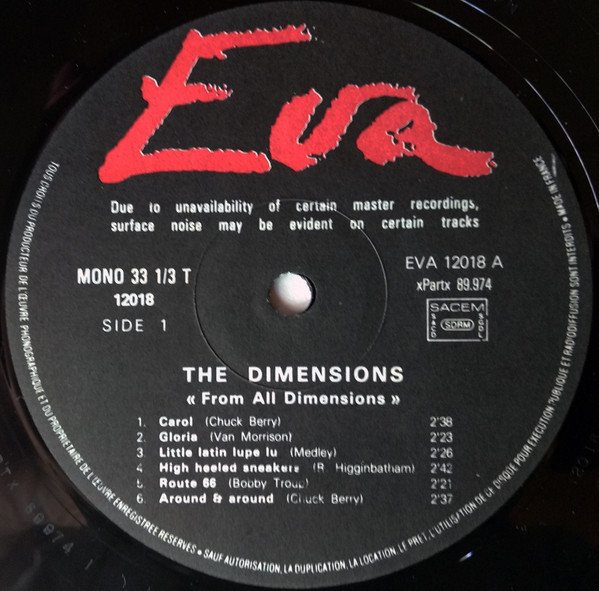 Eva
Due to unavailability of certain master recordings,
surface noise may be evident on certain tracks
MONO 33 1/3 T
12018
SIDE 1
EVA 12018 A
xPartx 89.974
SACEM
SACD SDRM SGDL
THE DIMENSIONS
« From All Dimensions »
1. Carol (Chuck Berry) 2'38
2. Gloria (Van Morrison) 2'23
3. Little latin lupe lu (Medley) 2'26
4. High heeled sneakers (R. Higginbatham) 2'42
5. Route 66 (Bobby Troup) 2'21
6. Around & around (Chuck Berry) 2'37
TOUS DROITS DU PRODUCTEUR DE L'ŒUVRE PHONOGRAPHIQUE ET DU PROPRIETAIRE DE L'ŒUVRE ENREGISTREE RESERVES • SAUF AUTORISATION, LA DUPLICATION, LA LOCATION, LE PRET, L'UTILISATION DE CE DISQUE POUR EXECUTION PUBLIQUE ET RADIODIFFUSION SONT INTERDITS • MADE IN FRANCE